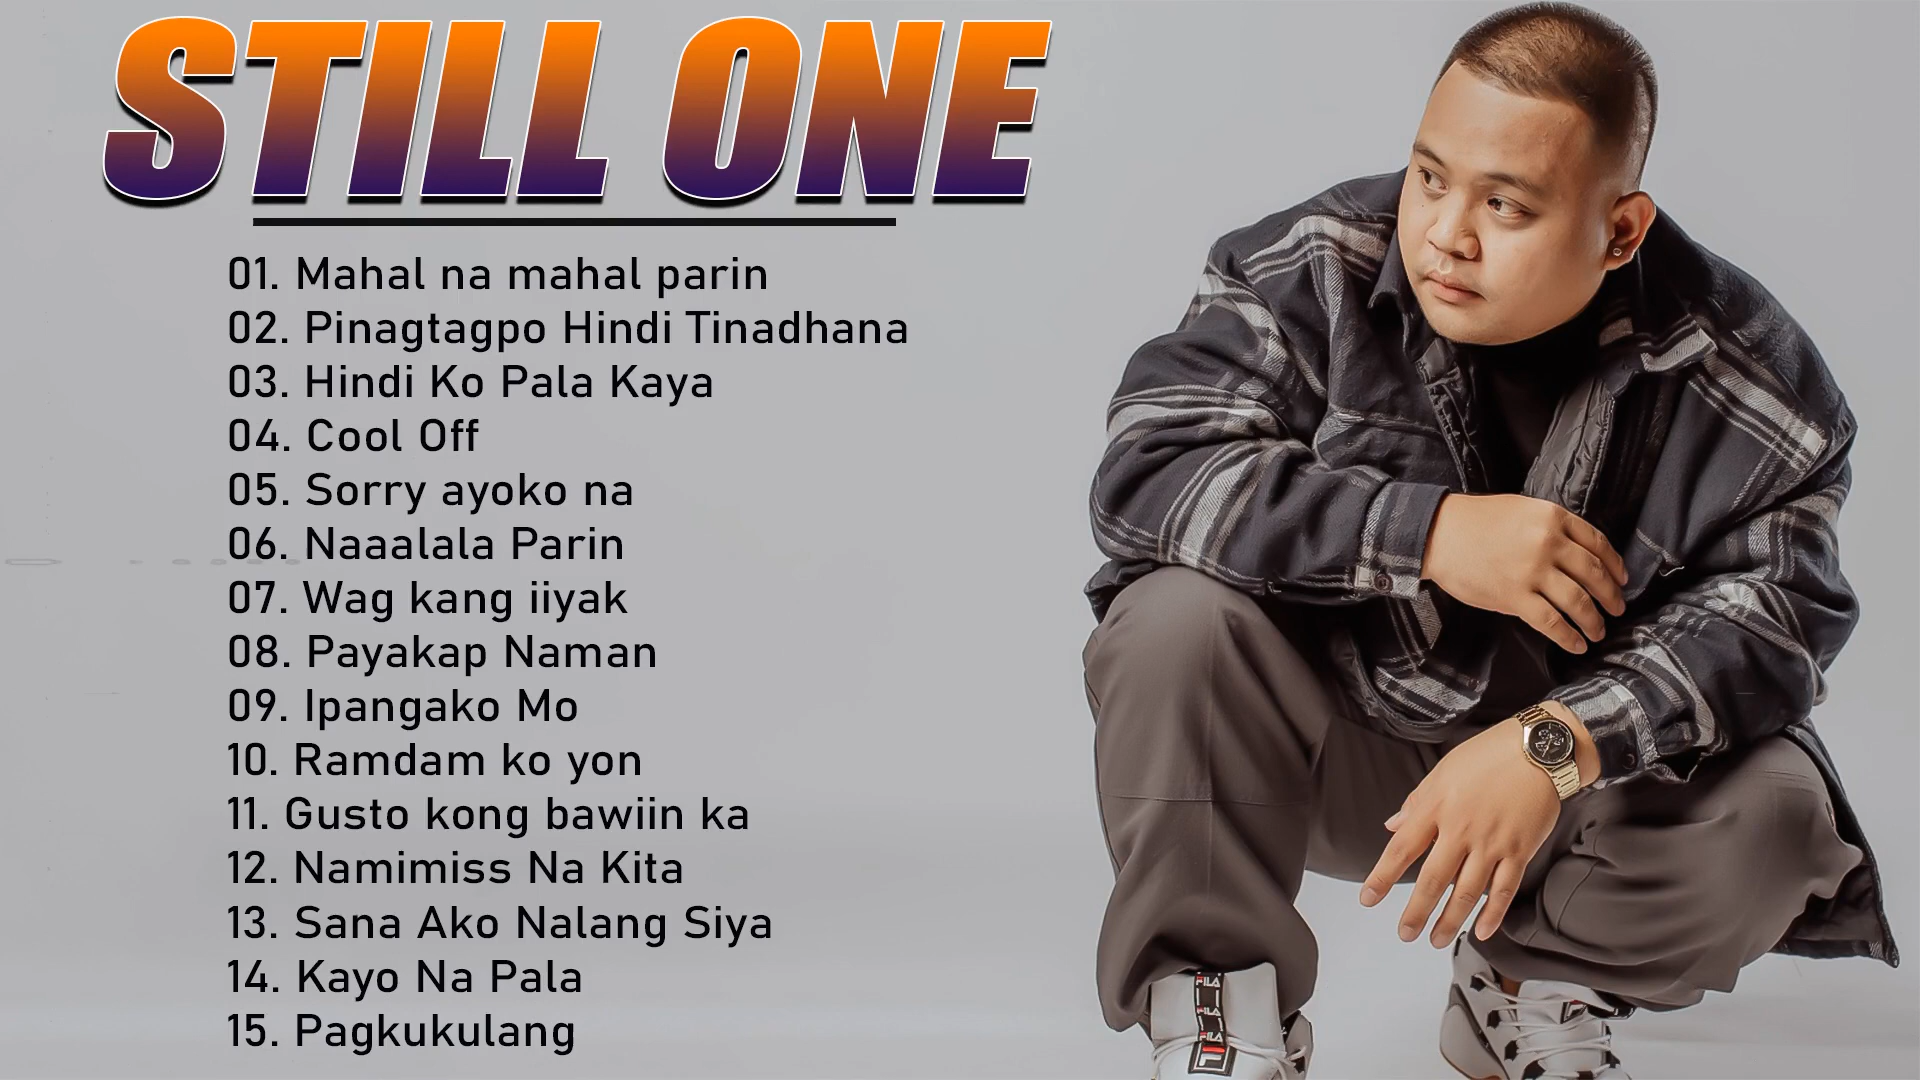 STILL ONE
01. Mahal na mahal parin
02. Pinagtagpo Hindi Tinadhana
03. Hindi Ko Pala Kaya
04. Cool Off
05. Sorry ayoko na
06. Naaalala Parin
07. Wag kang iiyak
08. Payakap Naman
09. Ipangako Mo
10. Ramdam ko yon
11. Gusto kong bawiin ka
12. Namimiss Na Kita
13. Sana Ako Nalang Siya
14. Kayo Na Pala
15. Pagkukulang
FILA
FILA
FILA